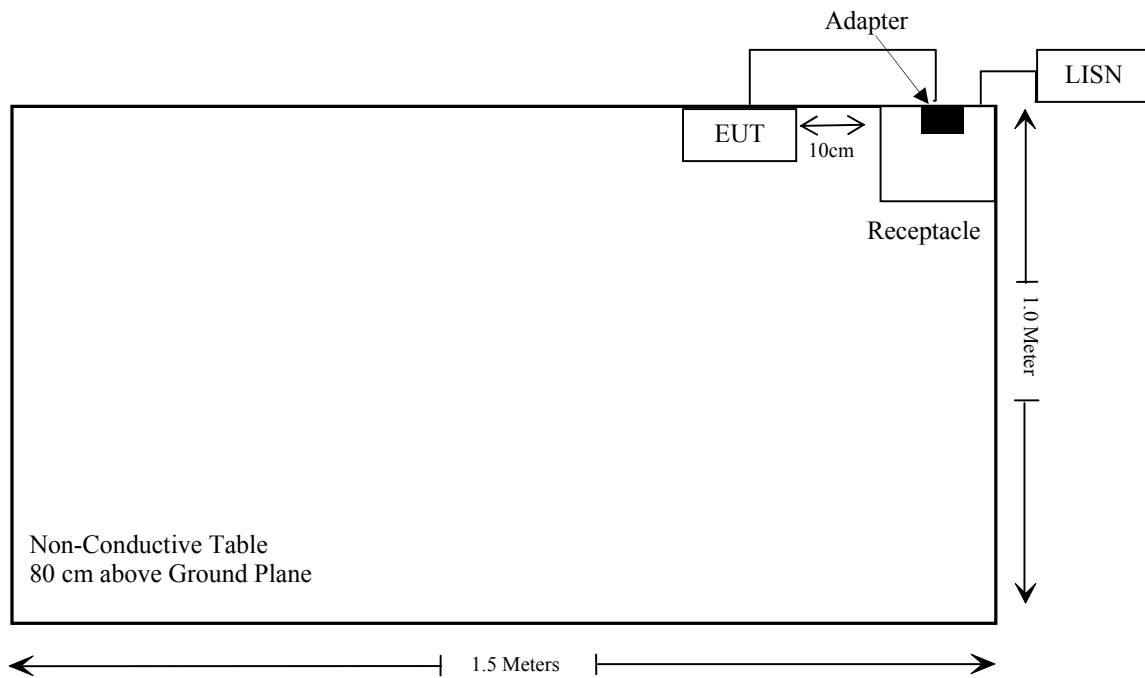 Adapter
LISN
EUT
10cm
Receptacle
1.0 Meter
Non-Conductive Table
80 cm above Ground Plane
1.5 Meters